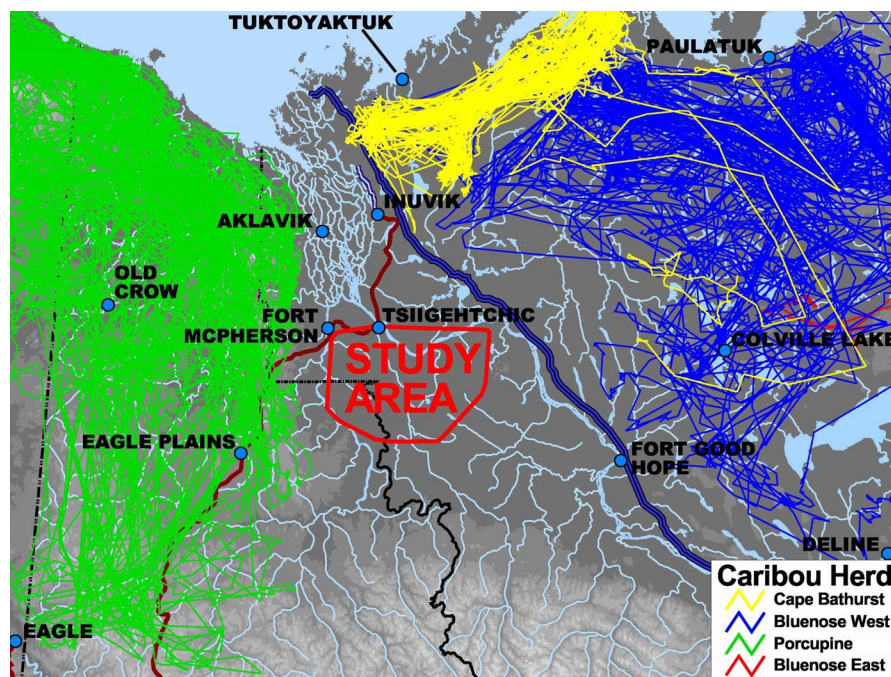 TUKTOYAKTUK
PAULATUK
INUVIK
AKLAVIK
OLD
CROW
FORT
MCPHERSON
TSIIGEHTCHIC
STUDY
AREA
COLVILLE LAKE
EAGLE PLAINS
FORT GOOD
HOPE
DELINE
EAGLE
Caribou Herd
Cape Bathurst
Bluenose West
Porcupine
Bluenose East